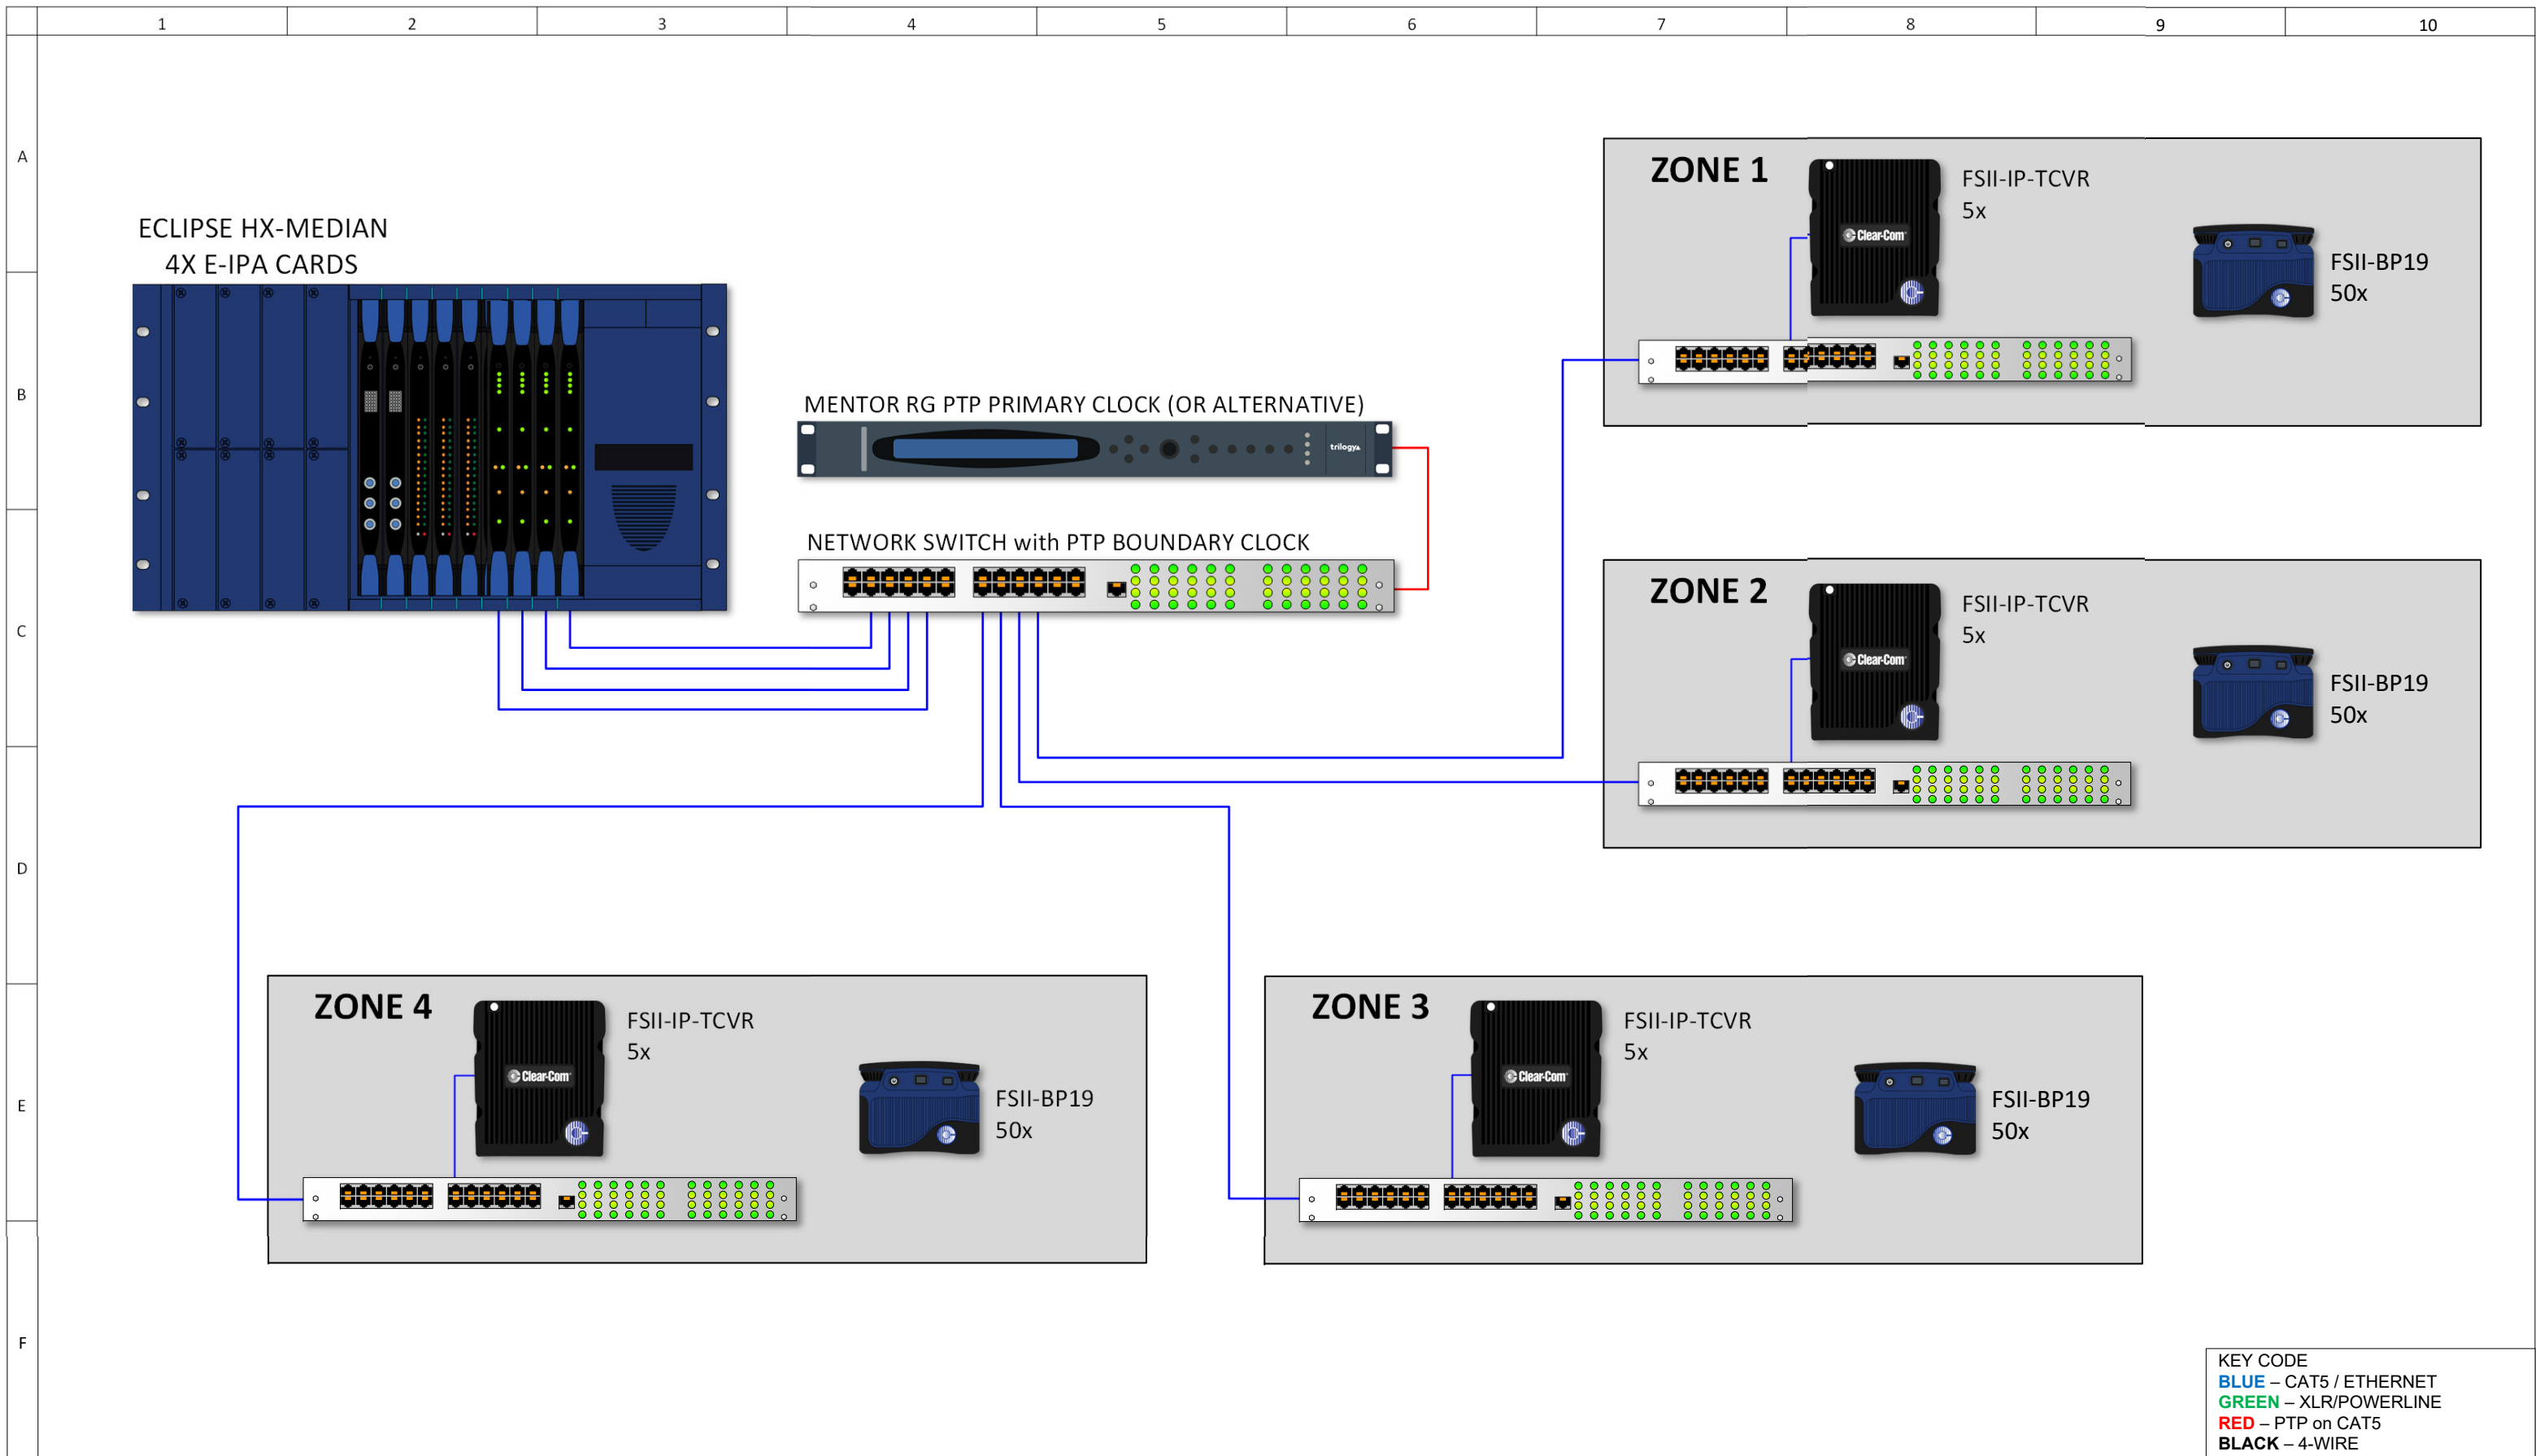 1 2 3 4 5 6 7 8 9 10
A
B
C
D
E
F
ECLIPSE HX-MEDIAN
4X E-IPA CARDS
MENTOR RG PTP PRIMARY CLOCK (OR ALTERNATIVE)
trilogy
NETWORK SWITCH with PTP BOUNDARY CLOCK
ZONE 1
Clear-Com
FSII-IP-TCVR
5x
FSII-BP19
50x
ZONE 2
Clear-Com
FSII-IP-TCVR
5x
FSII-BP19
50x
ZONE 4
Clear-Com
FSII-IP-TCVR
5x
FSII-BP19
50x
ZONE 3
Clear-Com
FSII-IP-TCVR
5x
FSII-BP19
50x
KEY CODE
BLUE – CAT5 / ETHERNET
GREEN – XLR/POWERLINE
RED – PTP on CAT5
BLACK – 4-WIRE